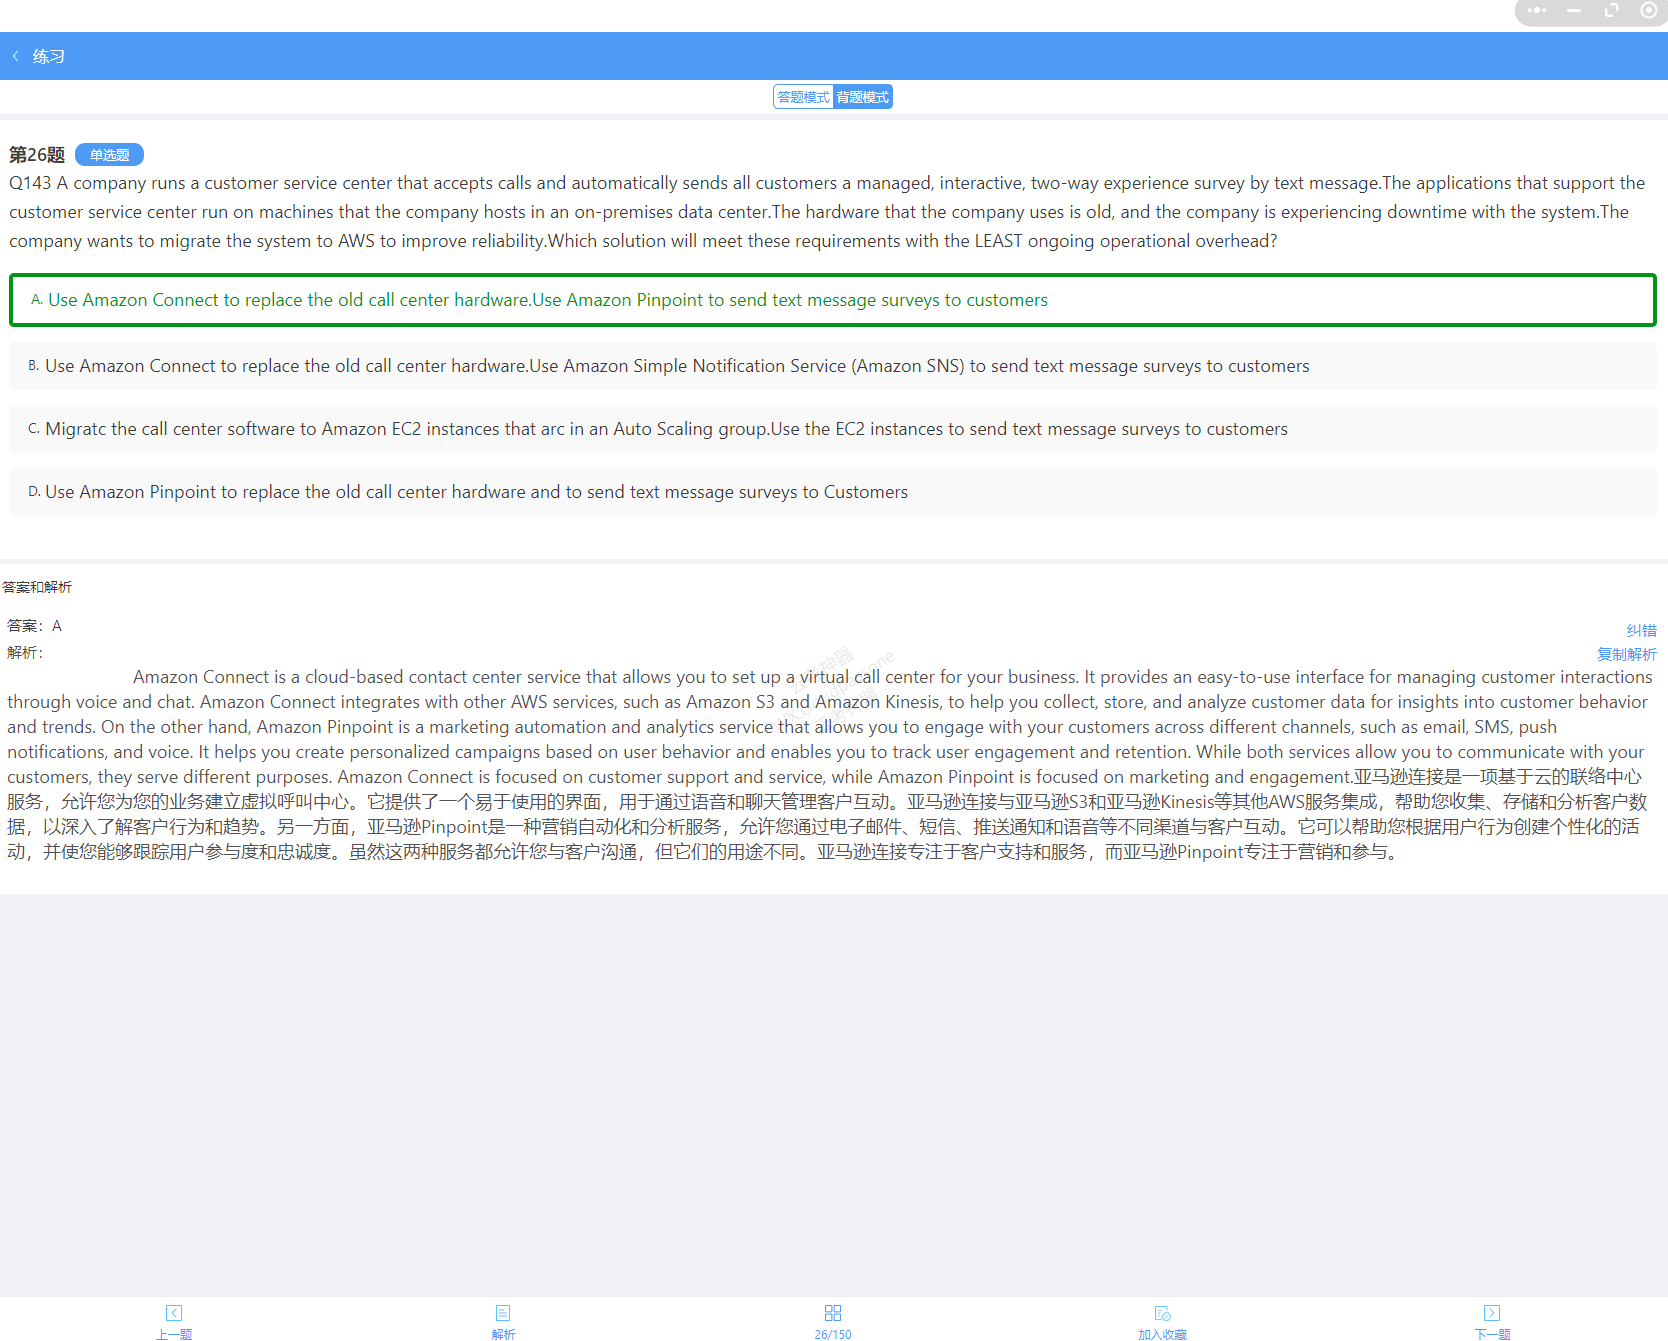 练习
答题模式 背题模式
第26题 单选题
Q143 A company runs a customer service center that accepts calls and automatically sends all customers a managed, interactive, two-way experience survey by text message.The applications that support the
customer service center run on machines that the company hosts in an on-premises data center.The hardware that the company uses is old, and the company is experiencing downtime with the system.The
company wants to migrate the system to AWS to improve reliability.Which solution will meet these requirements with the LEAST ongoing operational overhead?
A. Use Amazon Connect to replace the old call center hardware.Use Amazon Pinpoint to send text message surveys to customers
B. Use Amazon Connect to replace the old call center hardware.Use Amazon Simple Notification Service (Amazon SNS) to send text message surveys to customers
C. Migratc the call center software to Amazon EC2 instances that arc in an Auto Scaling group.Use the EC2 instances to send text message surveys to customers
D. Use Amazon Pinpoint to replace the old call center hardware and to send text message surveys to Customers
答案和解析
答案：A
纠错
解析：
复制解析
Amazon Connect is a cloud-based contact center service that allows you to set up a virtual call center for your business. It provides an easy-to-use interface for managing customer interactions
through voice and chat. Amazon Connect integrates with other AWS services, such as Amazon S3 and Amazon Kinesis, to help you collect, store, and analyze customer data for insights into customer behavior
and trends. On the other hand, Amazon Pinpoint is a marketing automation and analytics service that allows you to engage with your customers across different channels, such as email, SMS, push
notifications, and voice. It helps you create personalized campaigns based on user behavior and enables you to track user engagement and retention. While both services allow you to communicate with your
customers, they serve different purposes. Amazon Connect is focused on customer support and service, while Amazon Pinpoint is focused on marketing and engagement.亚马逊连接是一项基于云的联络中心
服务，允许您为您的业务建立虚拟呼叫中心。它提供了一个易于使用的界面，用于通过语音和聊天管理客户互动。亚马逊连接与亚马逊S3和亚马逊Kinesis等其他AWS服务集成，帮助您收集、存储和分析客户数
据，以深入了解客户行为和趋势。另一方面，亚马逊Pinpoint是一种营销自动化和分析服务，允许您通过电子邮件、短信、推送通知和语音等不同渠道与客户互动。它可以帮助您根据用户行为创建个性化的活
动，并使您能够跟踪用户参与度和忠诚度。虽然这两种服务都允许您与客户沟通，但它们的用途不同。亚马逊连接专注于客户支持和服务，而亚马逊Pinpoint专注于营销和参与。
上一题 解析 26/150 加入收藏 下一题